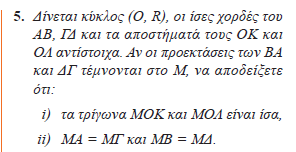 5. Δίνεται κύκλος (Ο, R), οι ίσες χορδές του
ΑΒ, ΓΔ και τα αποστήματά τους ΟΚ και
ΟΛ αντίστοιχα. Αν οι προεκτάσεις των ΒΑ
και ΔΓ τέμνονται στο Μ, να αποδείξετε
ότι:
i) τα τρίγωνα ΜΟΚ και ΜΟΛ είναι ίσα,
ii) ΜΑ = ΜΓ και ΜΒ = ΜΔ.